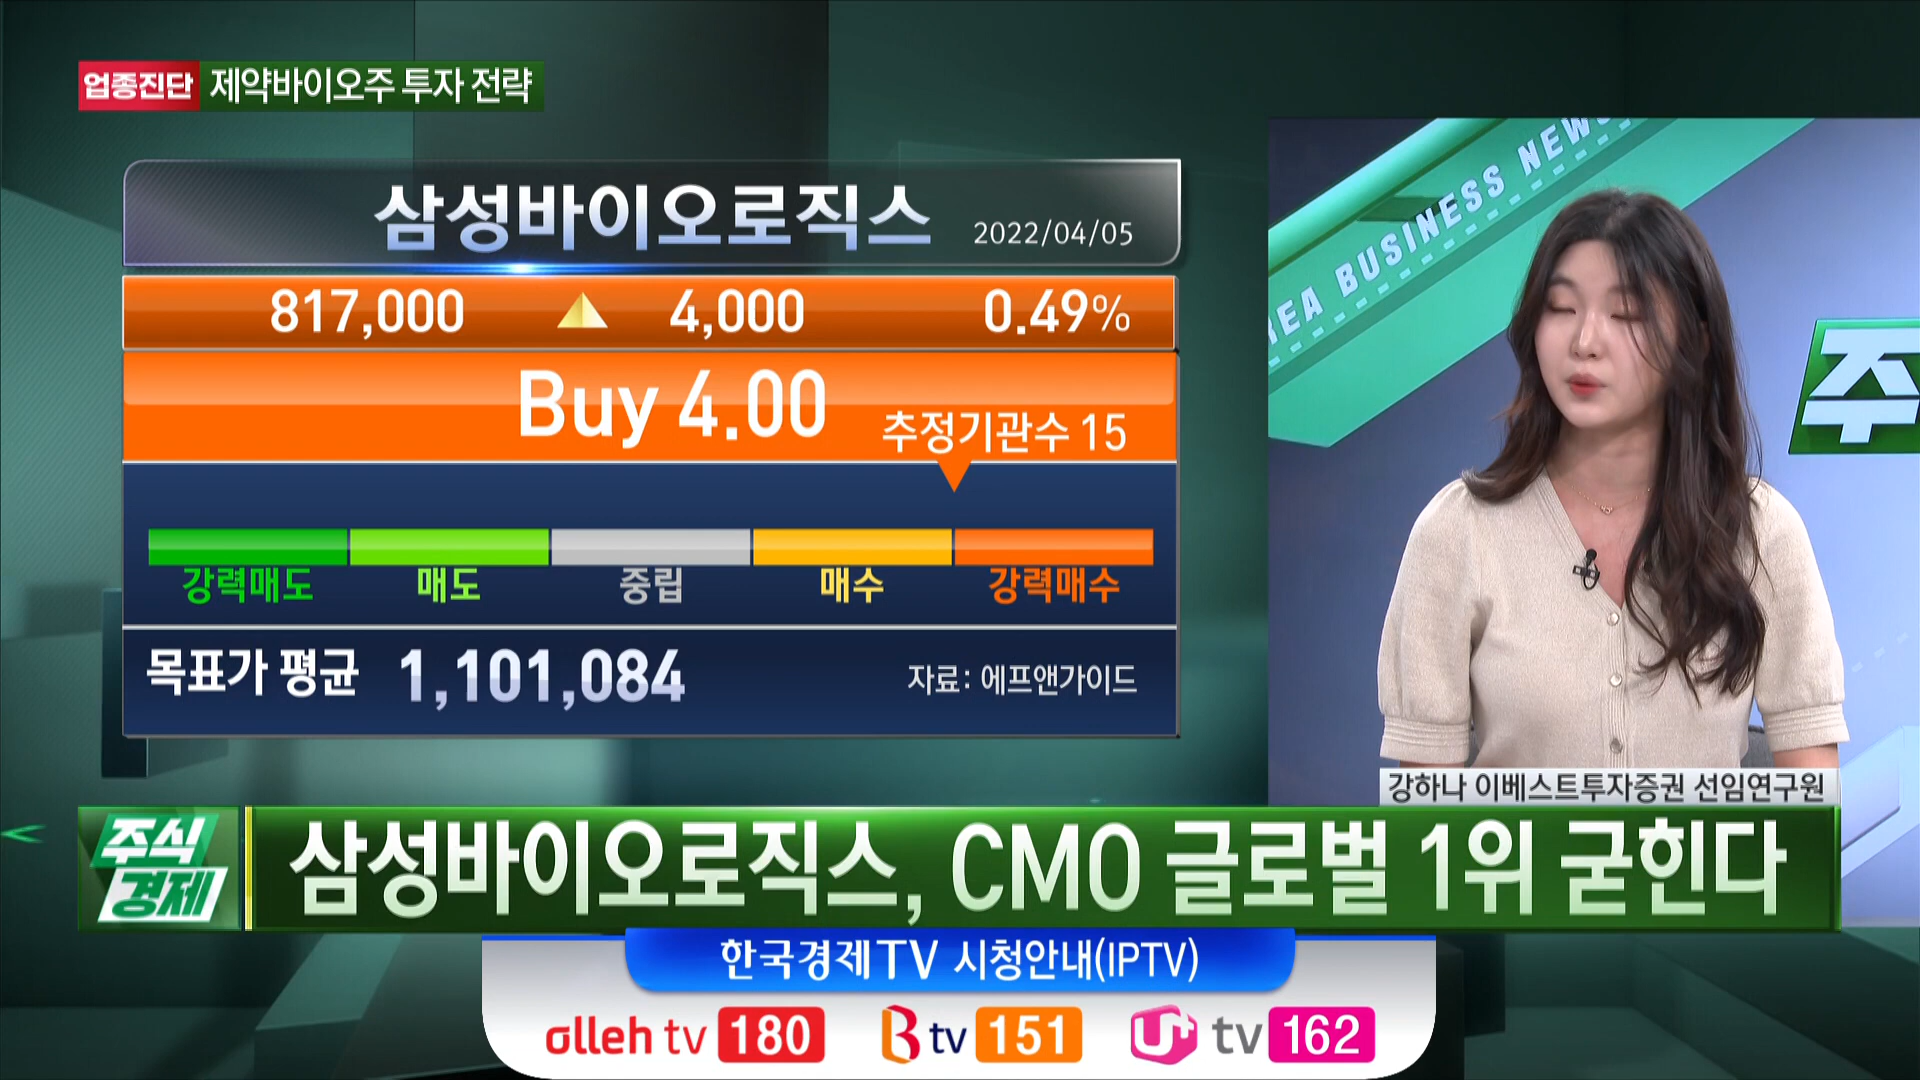 업종진단 제약바이오주 투자 전략
삼성바이오로직스 2022/04/05
817,000 ▲ 4,000 0.49%
Buy 4.00 추정기관수 15
강력매도 매도 중립 매수 강력매수
목표가 평균 1,101,084 자료: 에프앤가이드
BUSINESS NEWS
강하나 이베스트투자증권 선임연구원
주식
경제
삼성바이오로직스, CMO 글로벌 1위 굳힌다
한국경제TV 시청안내(IPTV)
olleh tv 180 B tv 151 U+ tv 162